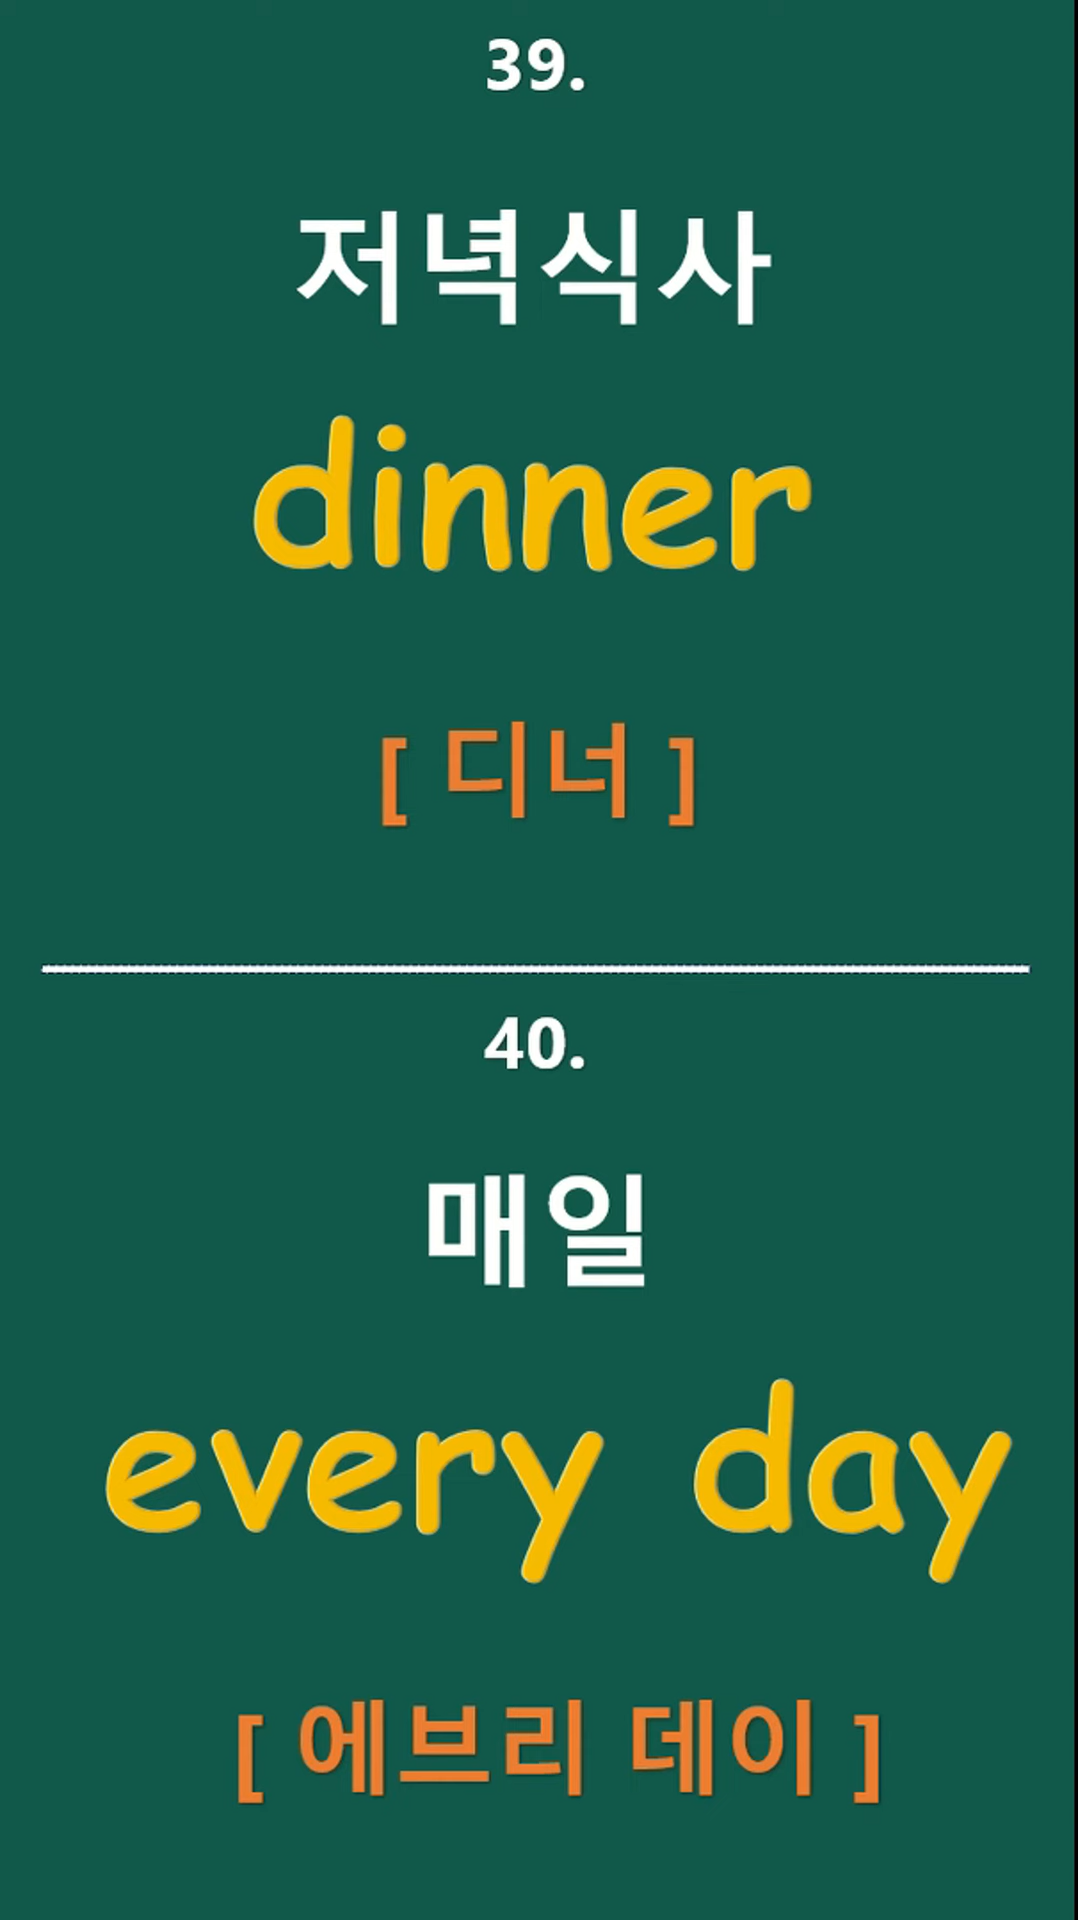 39.
저녁식사
dinner
[ 디너 ]
40.
매일
every day
[ 에브리 데이 ]